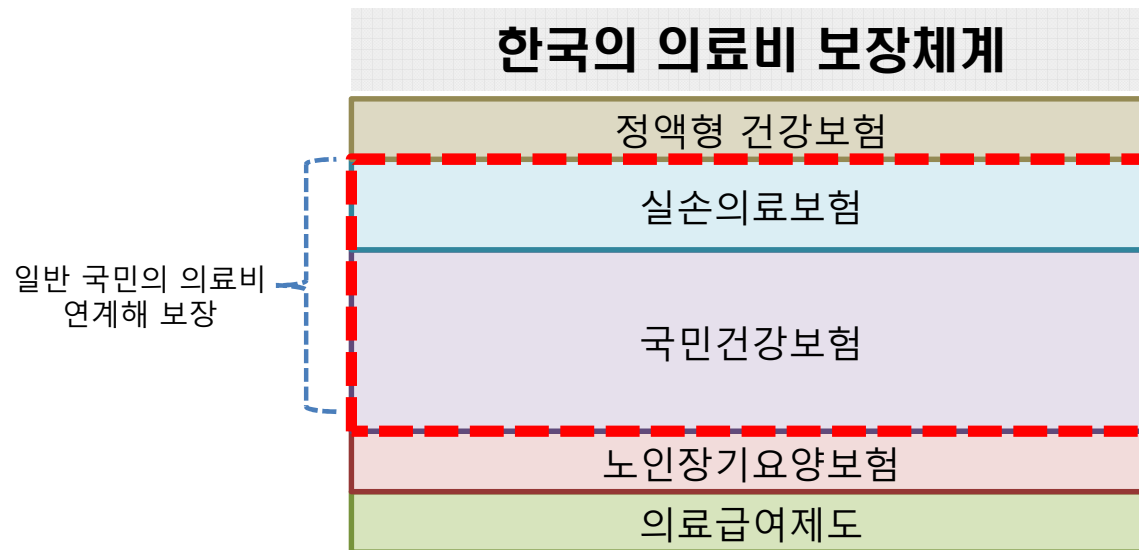 한국의 의료비 보장체계
정액형 건강보험
실손의료보험
일반 국민의 의료비
연계해 보장
국민건강보험
노인장기요양보험
의료급여제도